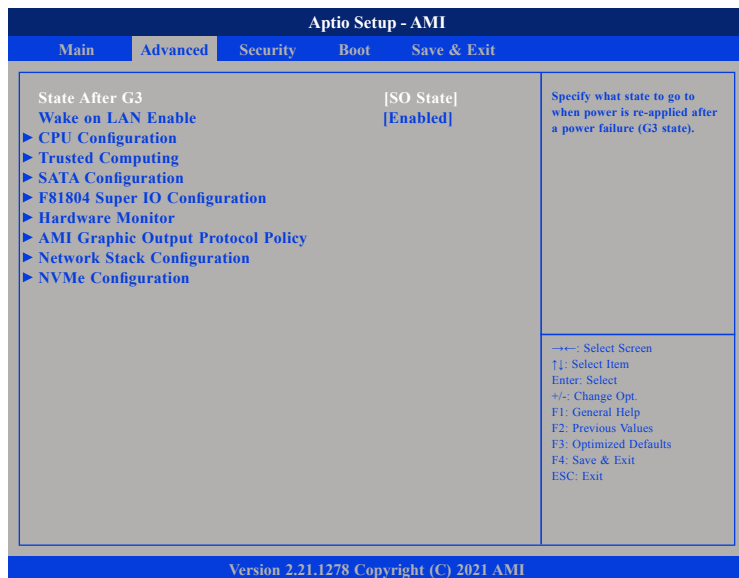 Aptio Setup - AMI
Main Advanced Security Boot Save & Exit
State After G3 [SO State]
Wake on LAN Enable [Enabled]
▶ CPU Configuration
▶ Trusted Computing
▶ SATA Configuration
▶ F81804 Super IO Configuration
▶ Hardware Monitor
▶ AMI Graphic Output Protocol Policy
▶ Network Stack Configuration
▶ NVMe Configuration
Specify what state to go to
when power is re-applied after
a power failure (G3 state).
→←: Select Screen
↑↓: Select Item
Enter: Select
+/-: Change Opt.
F1: General Help
F2: Previous Values
F3: Optimized Defaults
F4: Save & Exit
ESC: Exit
Version 2.21.1278 Copyright (C) 2021 AMI